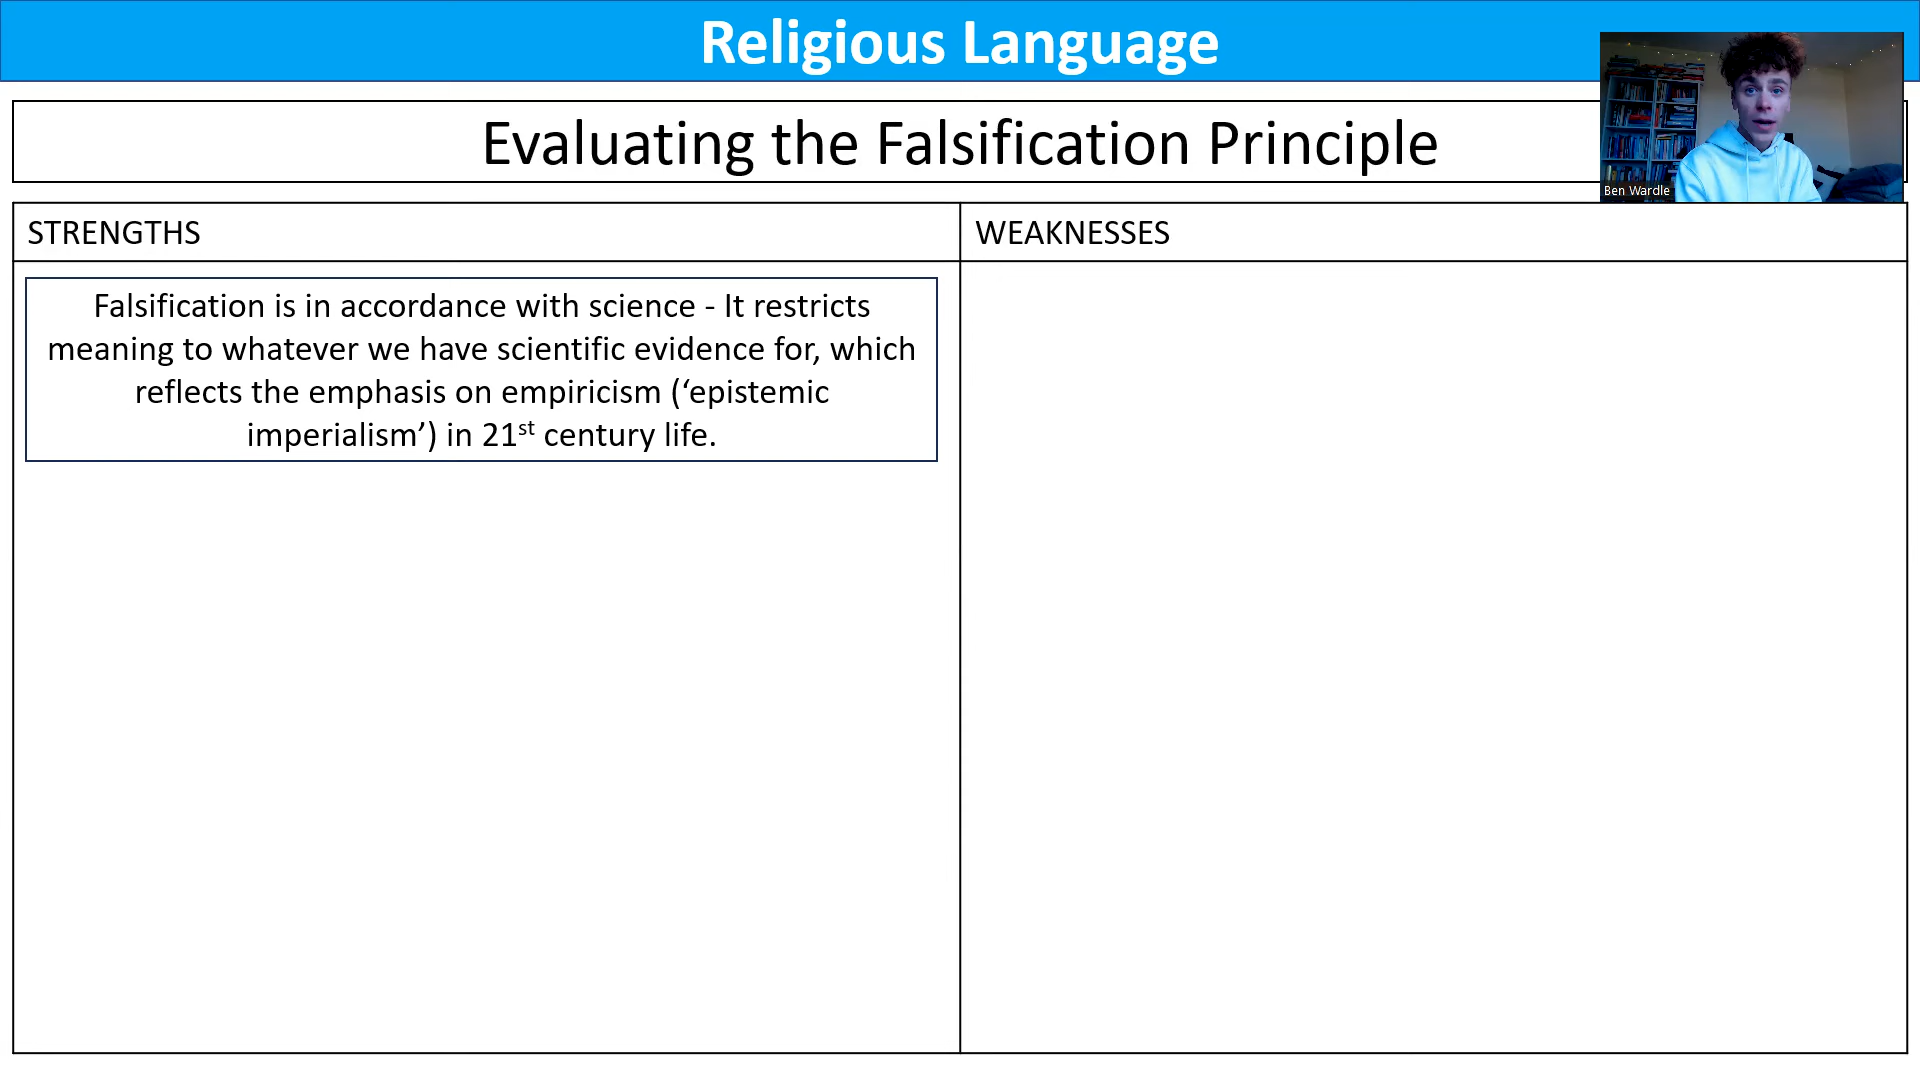 Religious Language
Evaluating the Falsification Principle
Ben Wardle
STRENGTHS
WEAKNESSES
Falsification is in accordance with science - It restricts
meaning to whatever we have scientific evidence for, which
reflects the emphasis on empiricism (‘epistemic
imperialism’) in 21st century life.